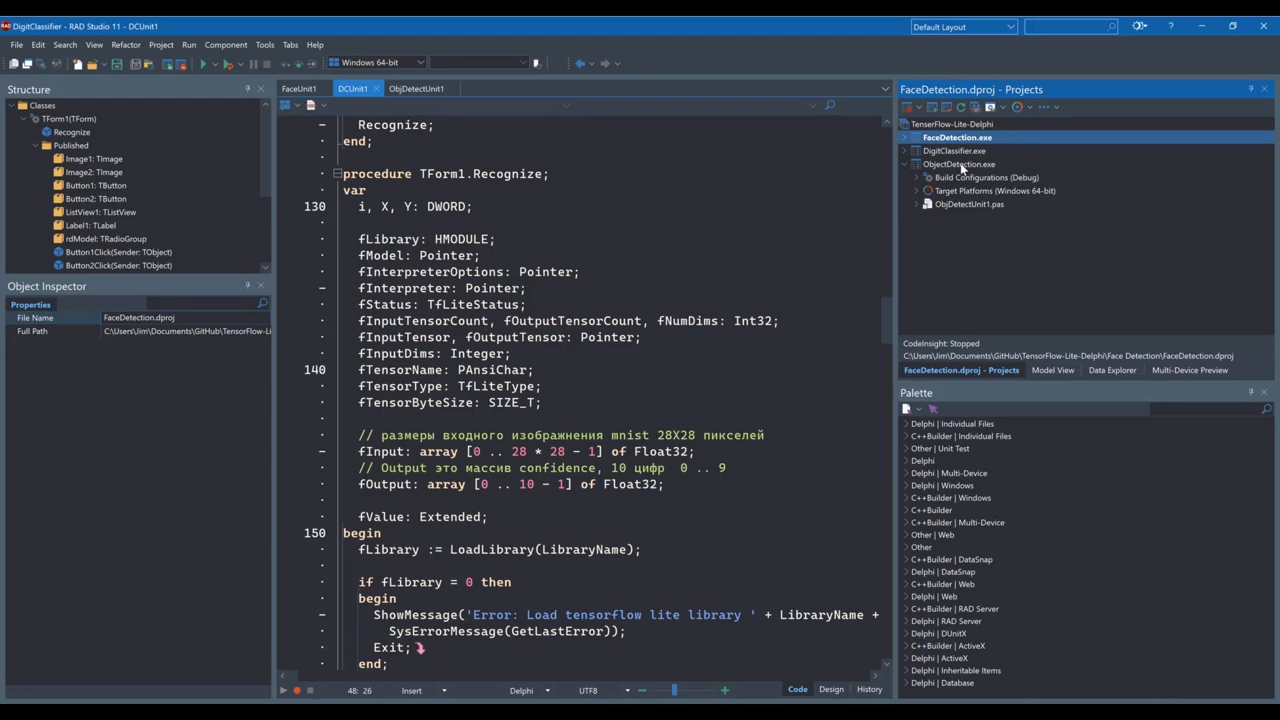 RAD DigitClassifier - RAD Studio 11 - DCUnit1
Default Layout
?
File Edit Search View Refactor Project Run Component Tools Tabs Help
Windows 64-bit
Structure
Classes
TForm1(TForm)
Recognize
Published
Image1: TImage
Image2: TImage
Button1: TButton
Button2: TButton
ListView1: TListView
Label1: TLabel
rdModel: TRadioGroup
Button1Click(Sender: TObject)
Button2Click(Sender: TObject)
Object Inspector
Properties
File Name FaceDetection.dproj
Full Path C:\Users\Jim\Documents\GitHub\TensorFlow-Li
FaceUnit1 DCUnit1 ObjDetectUnit1
Recognize;
end;
procedure TForm1.Recognize;
var
130 i, X, Y: DWORD;
fLibrary: HMODULE;
fModel: Pointer;
fInterpreterOptions: Pointer;
fInterpreter: Pointer;
fStatus: TfLiteStatus;
fInputTensorCount, fOutputTensorCount, fNumDims: Int32;
fInputTensor, fOutputTensor: Pointer;
fInputDims: Integer;
140 fTensorName: PAnsiChar;
fTensorType: TfLiteType;
fTensorByteSize: SIZE_T;
// размеры входного изображнения mnist 28X28 пикселей
fInput: array [0 .. 28 * 28 - 1] of Float32;
// Output это массив confidence, 10 цифр 0 .. 9
fOutput: array [0 .. 10 - 1] of Float32;
fValue: Extended;
150 begin
fLibrary := LoadLibrary(LibraryName);
if fLibrary = 0 then
begin
ShowMessage('Error: Load tensorflow lite library ' + LibraryName +
SysErrorMessage(GetLastError));
Exit;
end;
48: 26 Insert Delphi UTF8 Code Design History
FaceDetection.dproj - Projects
TenserFlow-Lite-Delphi
FaceDetection.exe
DigitClassifier.exe
ObjectDetection.exe
Build Configurations (Debug)
Target Platforms (Windows 64-bit)
ObjDetectUnit1.pas
CodeInsight: Stopped
C:\Users\Jim\Documents\GitHub\TensorFlow-Lite-Delphi\Face Detection\FaceDetection.dproj
FaceDetection.dproj - Projects Model View Data Explorer Multi-Device Preview
Palette
Delphi | Individual Files
C++Builder | Individual Files
Other | Unit Test
Delphi
Delphi | Multi-Device
Delphi | Windows
C++Builder | Windows
C++Builder
C++Builder | Multi-Device
Other | Web
Other
C++Builder | DataSnap
Delphi | DataSnap
C++Builder | Web
Delphi | Web
C++Builder | RAD Server
Delphi | RAD Server
Delphi | DUnitX
C++Builder | ActiveX
Delphi | ActiveX
Delphi | Inheritable Items
Delphi | Database